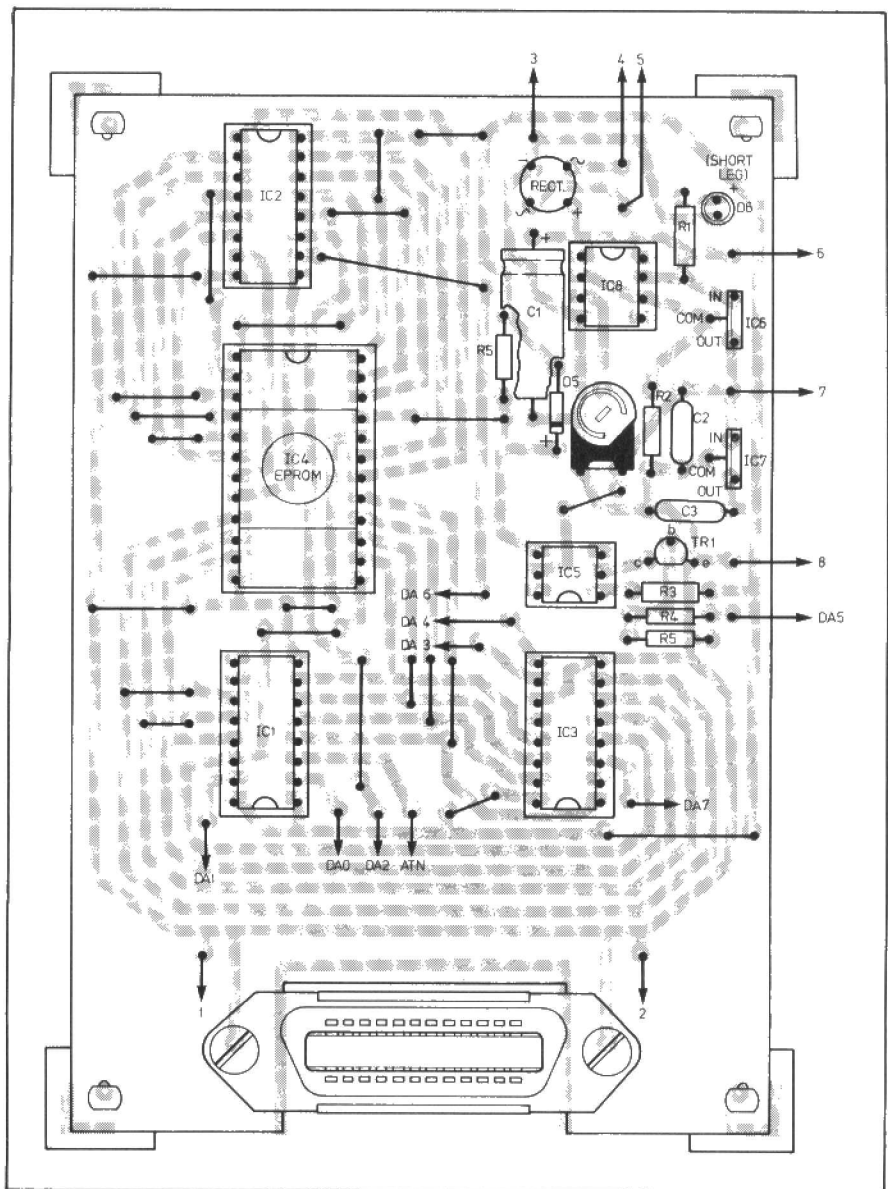 3
4
5
(SHORT
LEG)
+
D6
IC2
-
~
RECT.
~
+
R1
6
+
IC8
IN
COM
IC6
OUT
C1
R5
D5
7
R2
C2
IN
IC7
COM
OUT
+
IC4
EPROM
C3
b
TR1
c
e
8
IC5
DA 6
R3
DA 4
R4
DA5
DA 3
R5
IC1
IC3
DA7
DA1
DA0
DA2
ATN
1
2